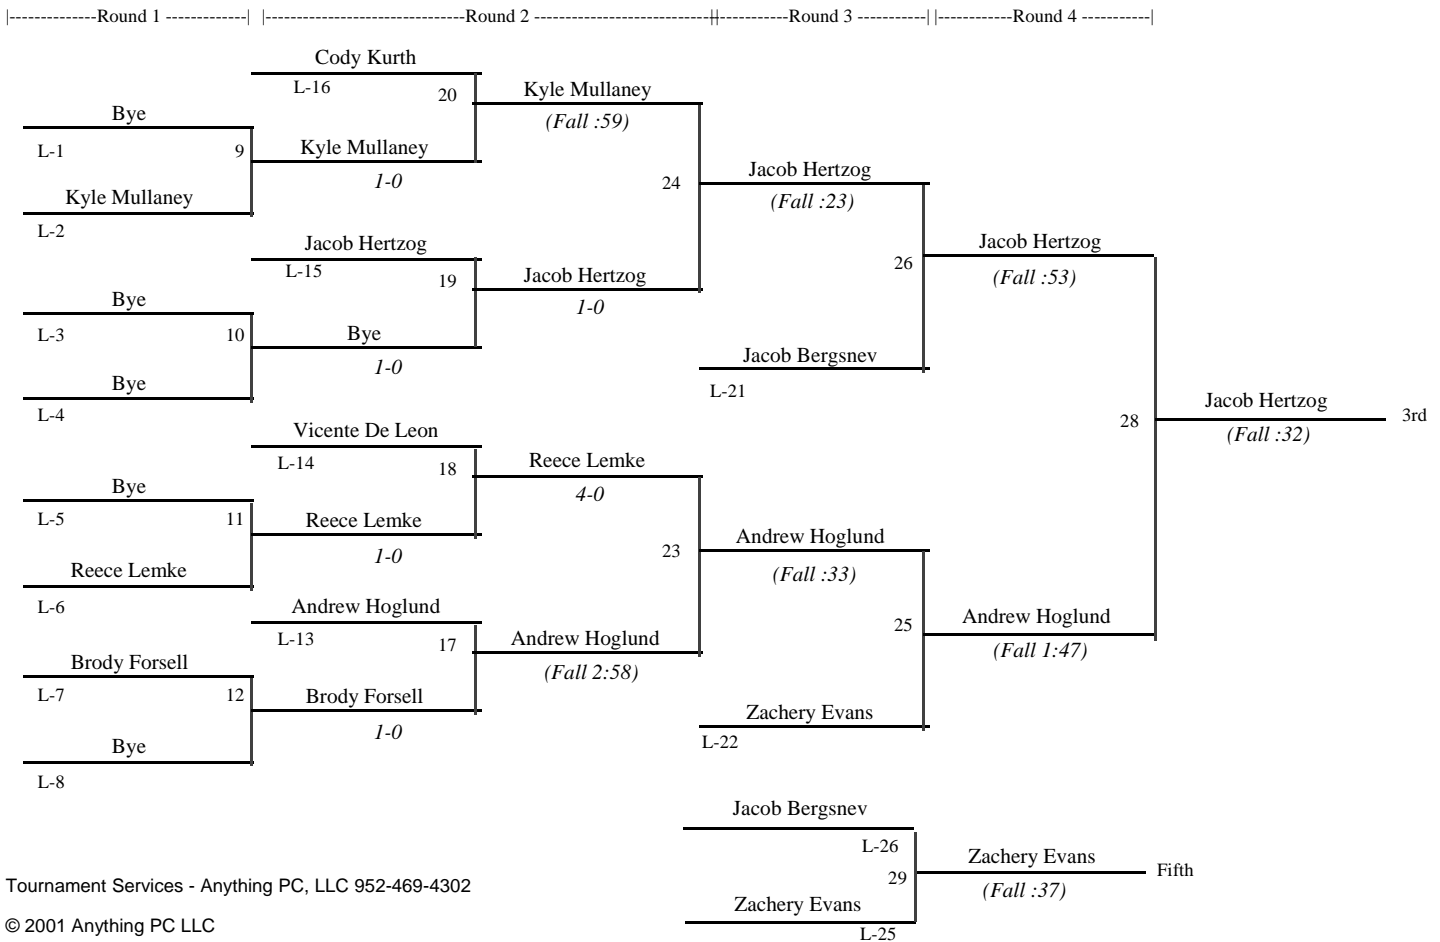 |-------------Round 1 -------------| |--------------------------------Round 2 ----------------------------||-----------Round 3 -----------| |------------Round 4 -----------|
Cody Kurth
L-16
20
Kyle Mullaney
(Fall :59)
Bye
L-1
9
Kyle Mullaney
1-0
24
Jacob Hertzog
(Fall :23)
Kyle Mullaney
L-2
Jacob Hertzog
L-15
19
Jacob Hertzog
1-0
26
Jacob Hertzog
(Fall :53)
Bye
L-3
10
Bye
1-0
Jacob Bergsnev
L-21
Bye
L-4
28
Jacob Hertzog
(Fall :32)
3rd
Vicente De Leon
L-14
18
Reece Lemke
4-0
Bye
L-5
11
Reece Lemke
1-0
23
Andrew Hoglund
(Fall :33)
Reece Lemke
L-6
Andrew Hoglund
L-13
17
Andrew Hoglund
(Fall 2:58)
25
Andrew Hoglund
(Fall 1:47)
Brody Forsell
L-7
12
Brody Forsell
1-0
Zachery Evans
L-22
Bye
L-8
Jacob Bergsnev
L-26
29
Zachery Evans
(Fall :37)
Fifth
Zachery Evans
L-25
Tournament Services - Anything PC, LLC 952-469-4302
© 2001 Anything PC LLC